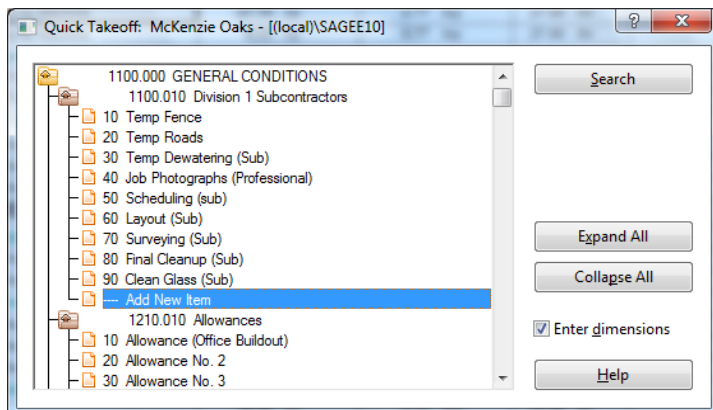 Quick Takeoff: McKenzie Oaks - [(local)\SAGEE10]
1100.000 GENERAL CONDITIONS
1100.010 Division 1 Subcontractors
10 Temp Fence
20 Temp Roads
30 Temp Dewatering (Sub)
40 Job Photographs (Professional)
50 Scheduling (sub)
60 Layout (Sub)
70 Surveying (Sub)
80 Final Cleanup (Sub)
90 Clean Glass (Sub)
--- Add New Item
1210.010 Allowances
10 Allowance (Office Buildout)
20 Allowance No. 2
30 Allowance No. 3
Search
Expand All
Collapse All
Enter dimensions
Help